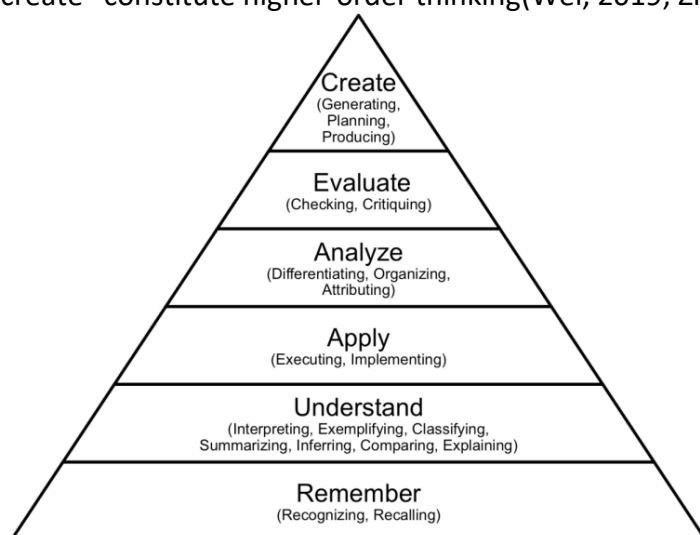 create" constitute higher-order thinking(Wei, 2019; Z
Create
(Generating,
Planning,
Producing)
Evaluate
(Checking, Critiquing)
Analyze
(Differentiating, Organizing,
Attributing)
Apply
(Executing, Implementing)
Understand
(Interpreting, Exemplifying, Classifying,
Summarizing, Inferring, Comparing, Explaining)
Remember
(Recognizing, Recalling)